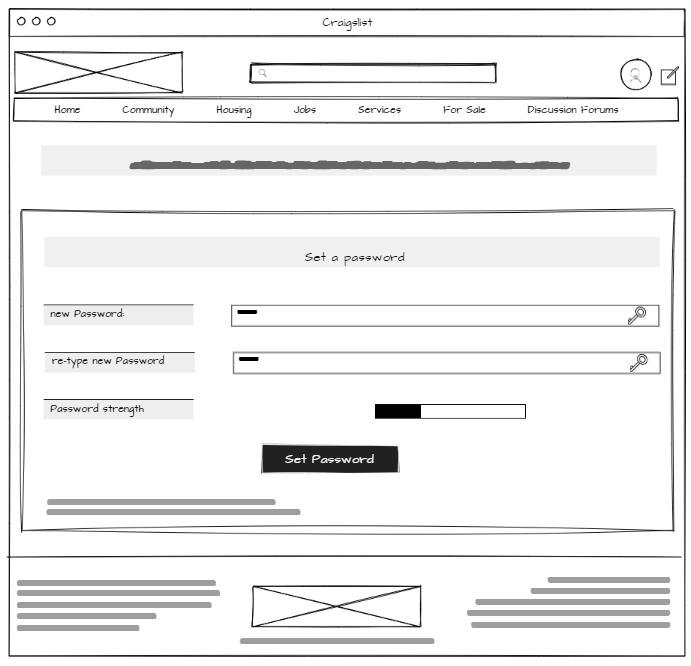 Craigslist
Home Community Housing Jobs Services For Sale Discussion Forums
Set a password
new Password:
re-type new Password
Password strength
Set Password